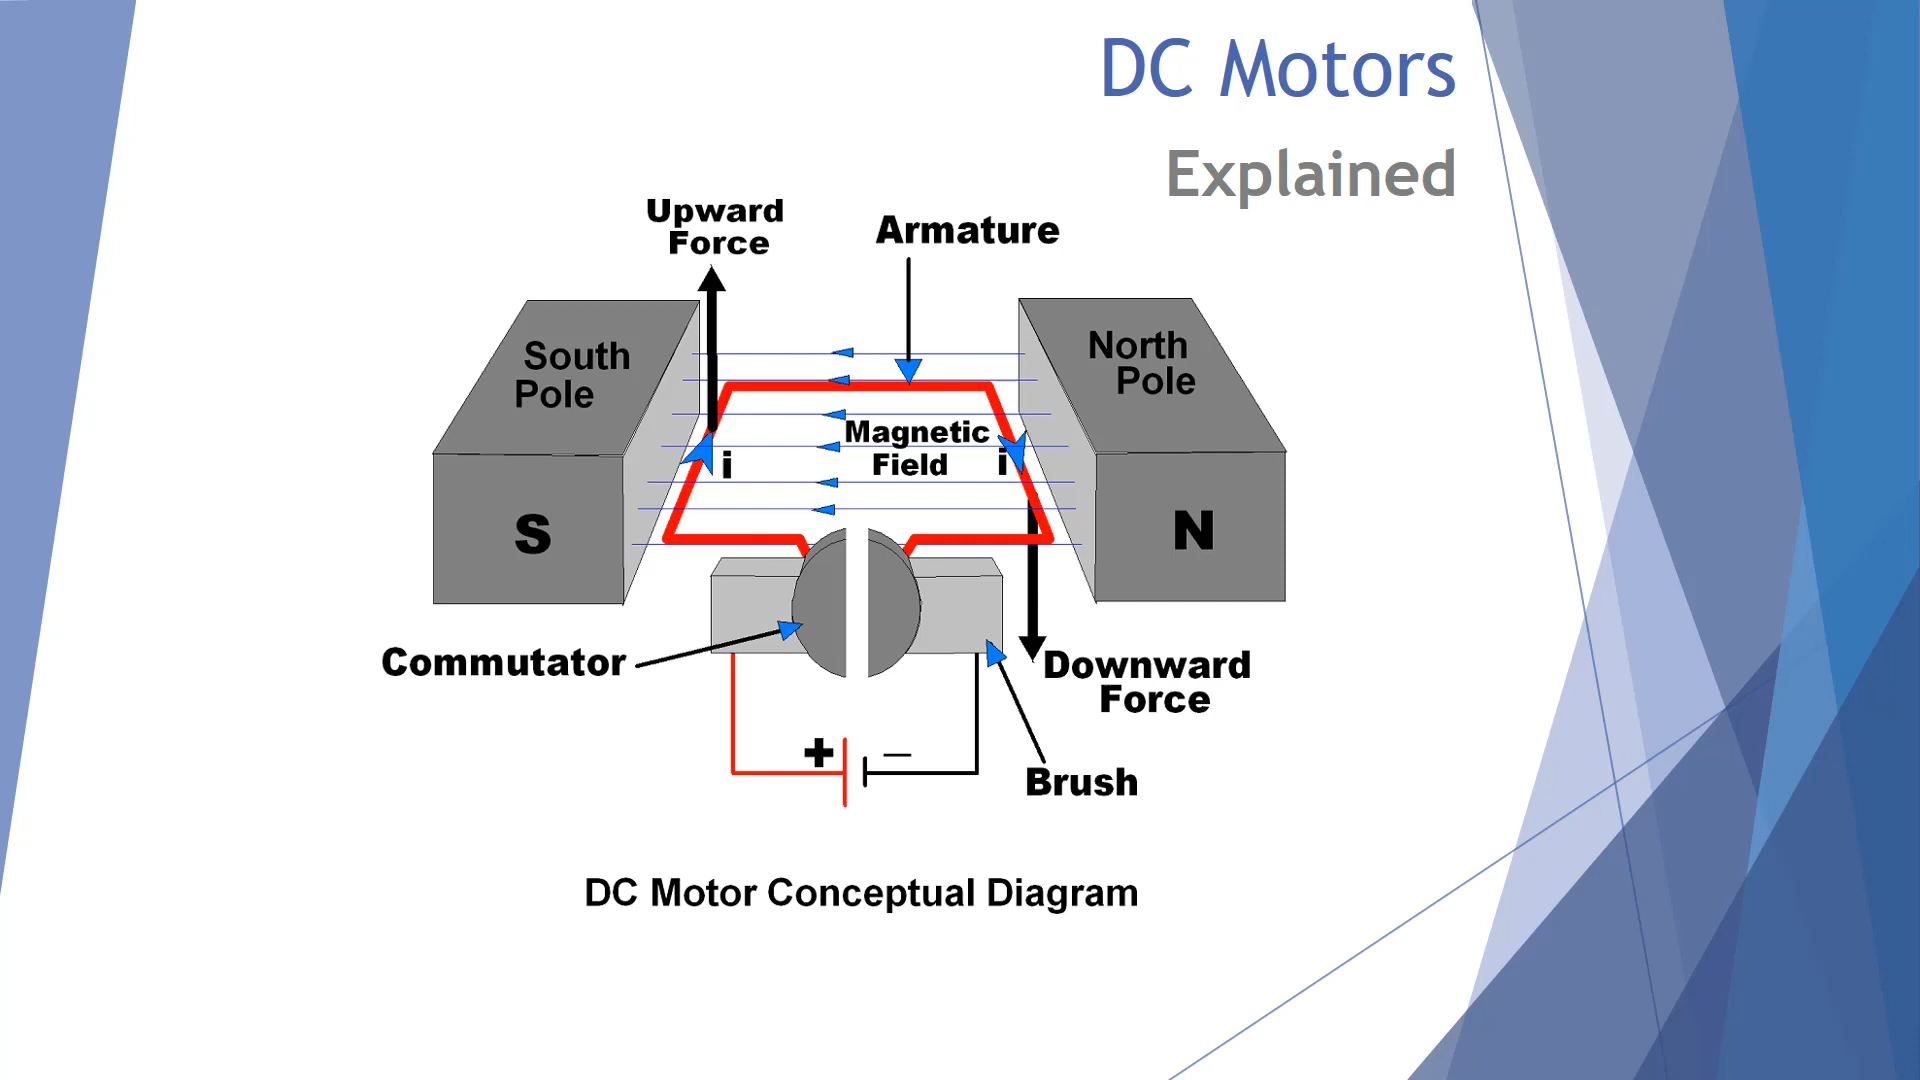 DC Motors
Explained
Upward
Force
Armature
South
Pole
North
Pole
Magnetic
Field
i
i
S
N
Commutator
Downward
Force
+
–
Brush
DC Motor Conceptual Diagram